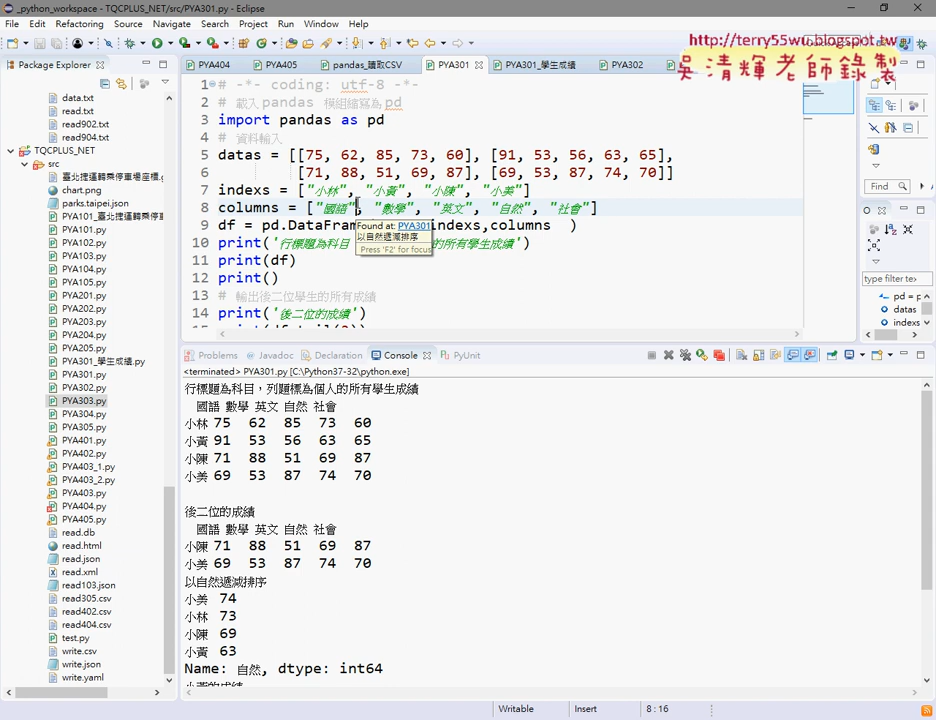 _python_workspace - TQCPLUS_NET/src/PYA301.py - Eclipse
File Edit Refactoring Source Navigate Search Project Run Window Help
http://terry55wu.blogspot.tw
吳清輝老師錄製
Package Explorer
PYA404 PYA405 pandas_讀取CSV PYA301 PYA301_學生成績 PYA302
data.txt
read.txt
read902.txt
read904.txt
TQCPLUS_NET
src
臺北捷運轉乘停車場座標.g
chart.png
parks.taipei.json
PYA101_臺北捷運轉乘停車
PYA101.py
PYA102.py
PYA103.py
PYA104.py
PYA105.py
PYA201.py
PYA202.py
PYA203.py
PYA204.py
PYA205.py
PYA301_學生成績.py
PYA301.py
PYA302.py
PYA303.py
PYA304.py
PYA305.py
PYA401.py
PYA402.py
PYA403_1.py
PYA403_2.py
PYA403.py
PYA404.py
PYA405.py
read.db
read.html
read.json
read.xml
read103.json
read305.csv
read402.csv
read404.csv
test.py
write.csv
write.json
write.yaml
1 # -*- coding: utf-8 -*-
2 # 載入 pandas 模組縮寫為 pd
3 import pandas as pd
4 # 資料輸入
5 datas = [[75, 62, 85, 73, 60], [91, 53, 56, 63, 65],
6 [71, 88, 51, 69, 87], [69, 53, 87, 74, 70]]
7 indexs = ["小林", "小黃", "小陳", "小美"]
8 columns = ["國語", "數學", "英文", "自然", "社會"]
9 df = pd.DataFram indexs,columns )
10 print('行標題為科目 的所有學生成績')
11 print(df)
12 print()
13 # 輸出後二位學生的所有成績
14 print('後二位的成績')
Found at: PYA301
以自然遞減排序
Press 'F2' for focus
Find
type filter te
pd = p
datas
indexs
Problems Javadoc Declaration Console PyUnit
<terminated> PYA301.py [C:\Python37-32\python.exe]
行標題為科目，列題標為個人的所有學生成績
國語 數學 英文 自然 社會
小林 75 62 85 73 60
小黃 91 53 56 63 65
小陳 71 88 51 69 87
小美 69 53 87 74 70
後二位的成績
國語 數學 英文 自然 社會
小陳 71 88 51 69 87
小美 69 53 87 74 70
以自然遞減排序
小美 74
小林 73
小陳 69
小黃 63
Name: 自然, dtype: int64
Writable Insert 8 : 16